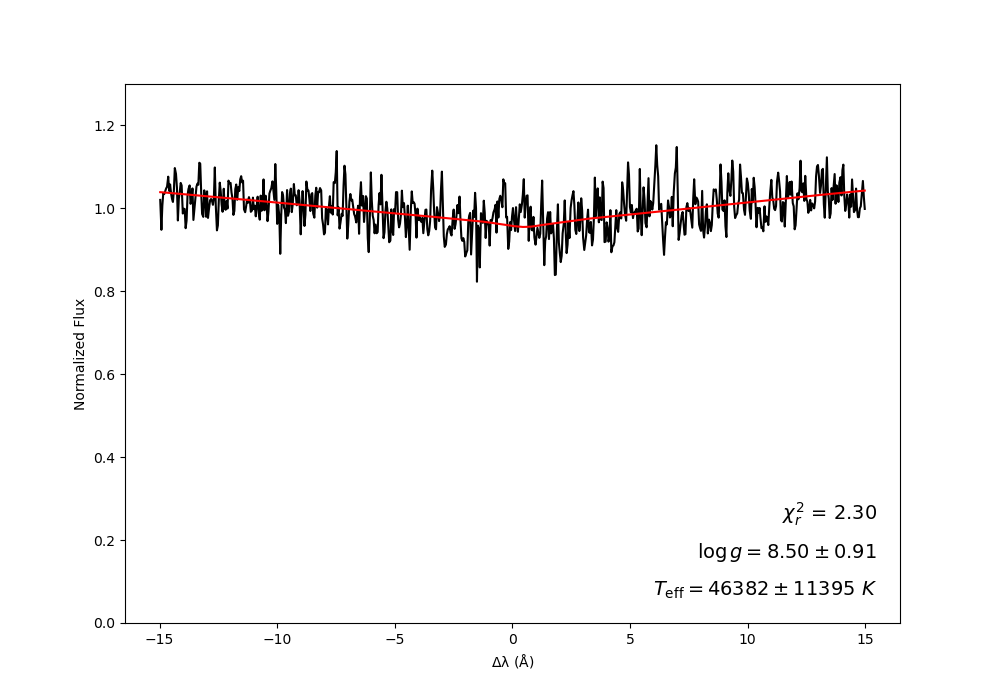 1.2
1.0
0.8
0.6
0.4
0.2
0.0
Normalized Flux
χ²ᵣ = 2.30
log g = 8.50 ± 0.91
T_eff = 46382 ± 11395 K
−15 −10 −5 0 5 10 15
Δλ (Å)